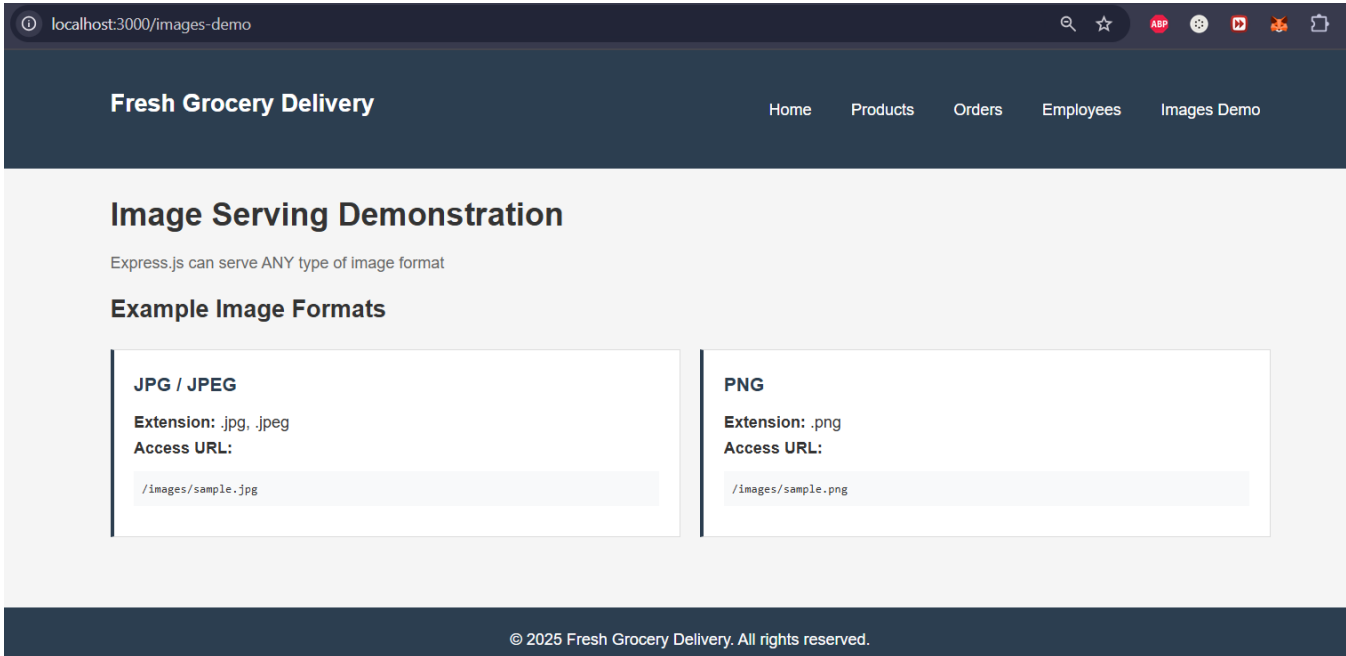 localhost:3000/images-demo
ABP
Fresh Grocery Delivery
Home Products Orders Employees Images Demo
Image Serving Demonstration
Express.js can serve ANY type of image format
Example Image Formats
JPG / JPEG
Extension: .jpg, .jpeg
Access URL:
/images/sample.jpg
PNG
Extension: .png
Access URL:
/images/sample.png
© 2025 Fresh Grocery Delivery. All rights reserved.